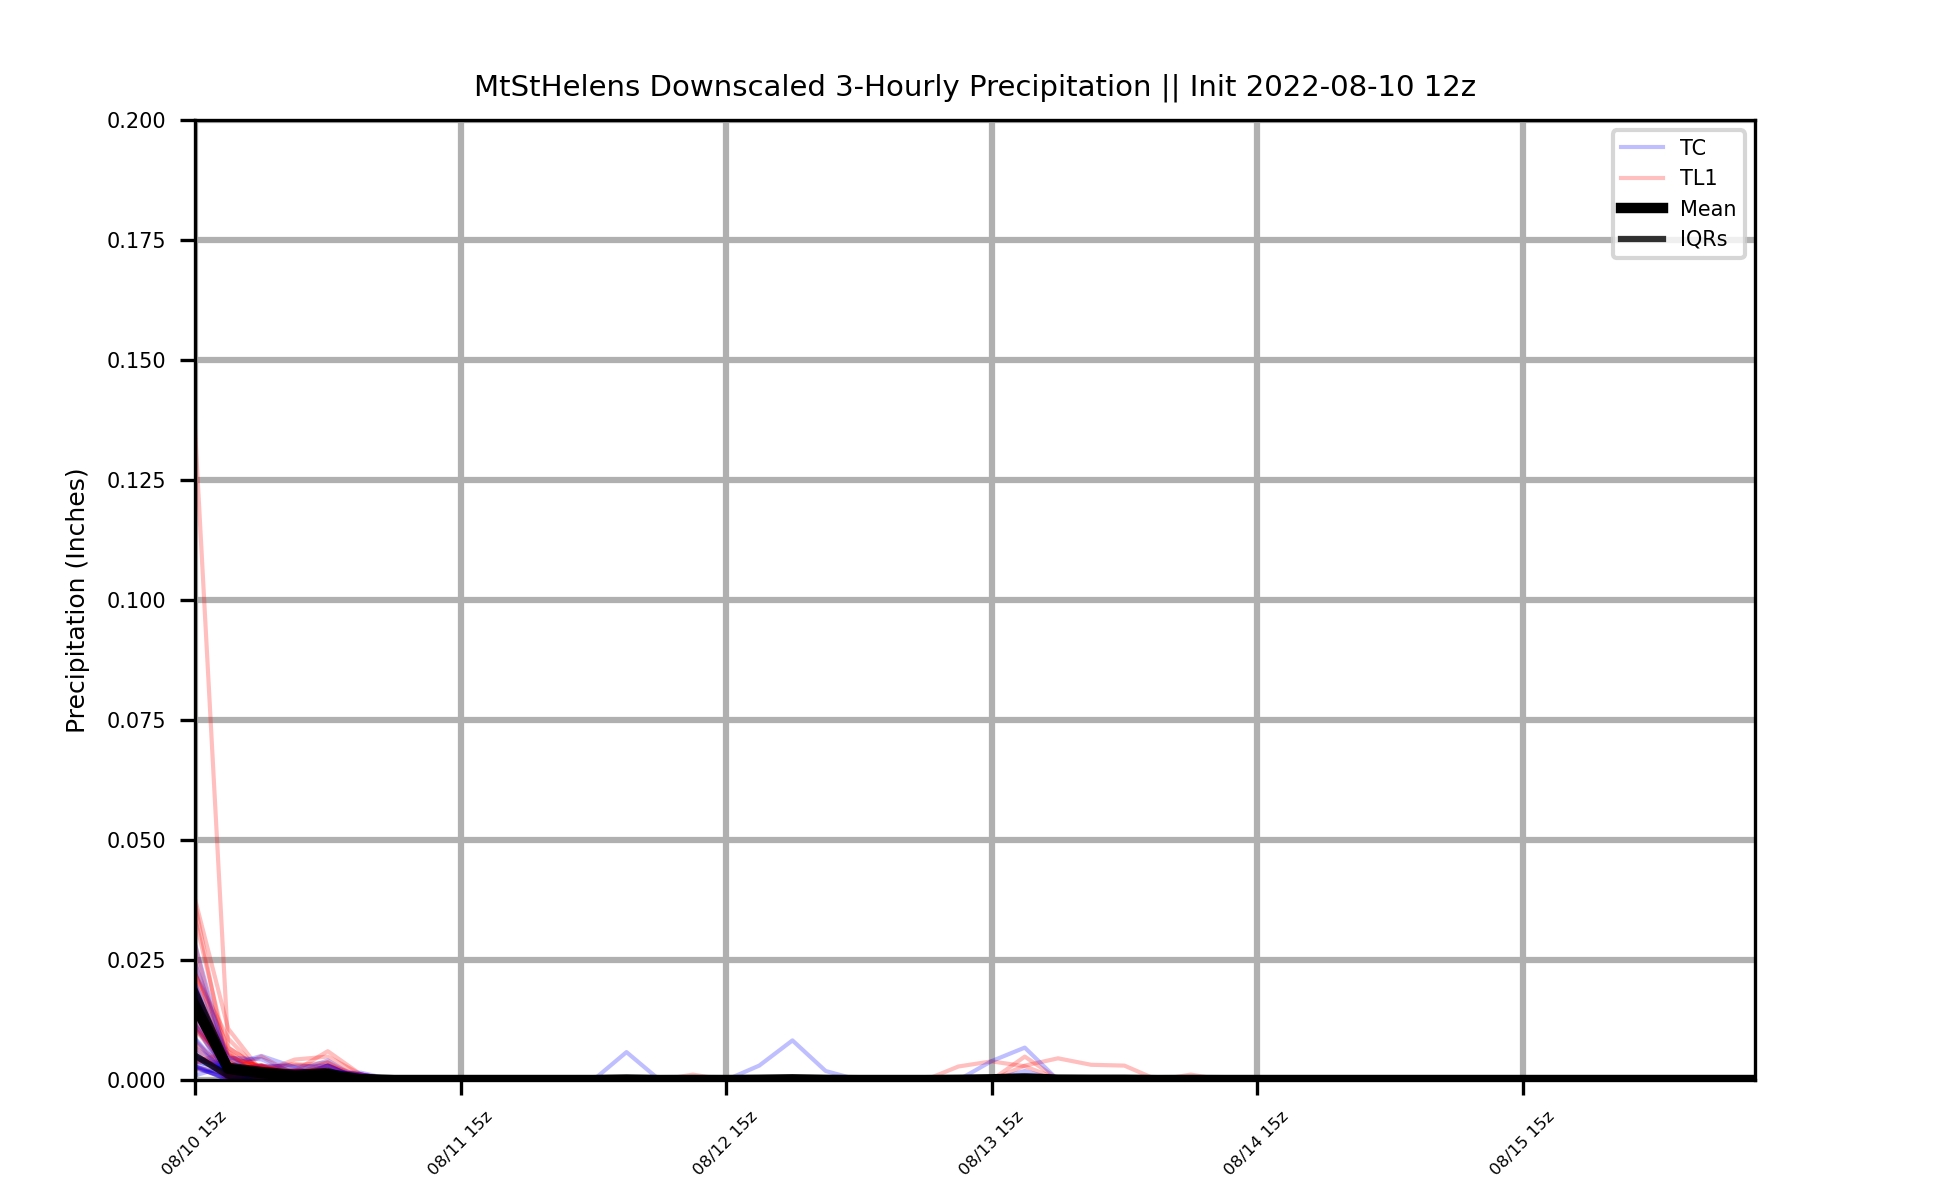 MtStHelens Downscaled 3-Hourly Precipitation || Init 2022-08-10 12z
TC
TL1
Mean
IQRs
Precipitation (Inches)
0.200
0.175
0.150
0.125
0.100
0.075
0.050
0.025
0.000
08/10 15z
08/11 15z
08/12 15z
08/13 15z
08/14 15z
08/15 15z